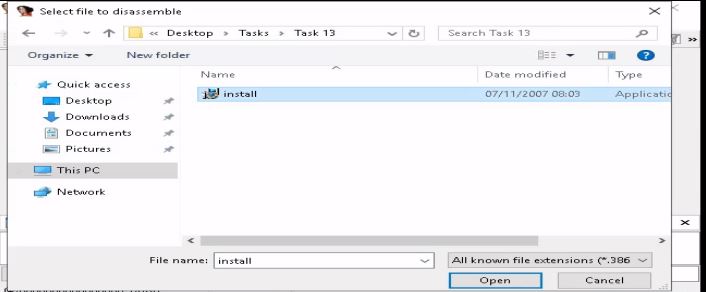 Select file to disassemble
« Desktop > Tasks > Task 13
Search Task 13
Organize
New folder
Name
Date modified
Type
Quick access
Desktop
Downloads
Documents
Pictures
This PC
Network
install
07/11/2007 08:03
Applicatio
File name:
install
All known file extensions (*.386
Open
Cancel